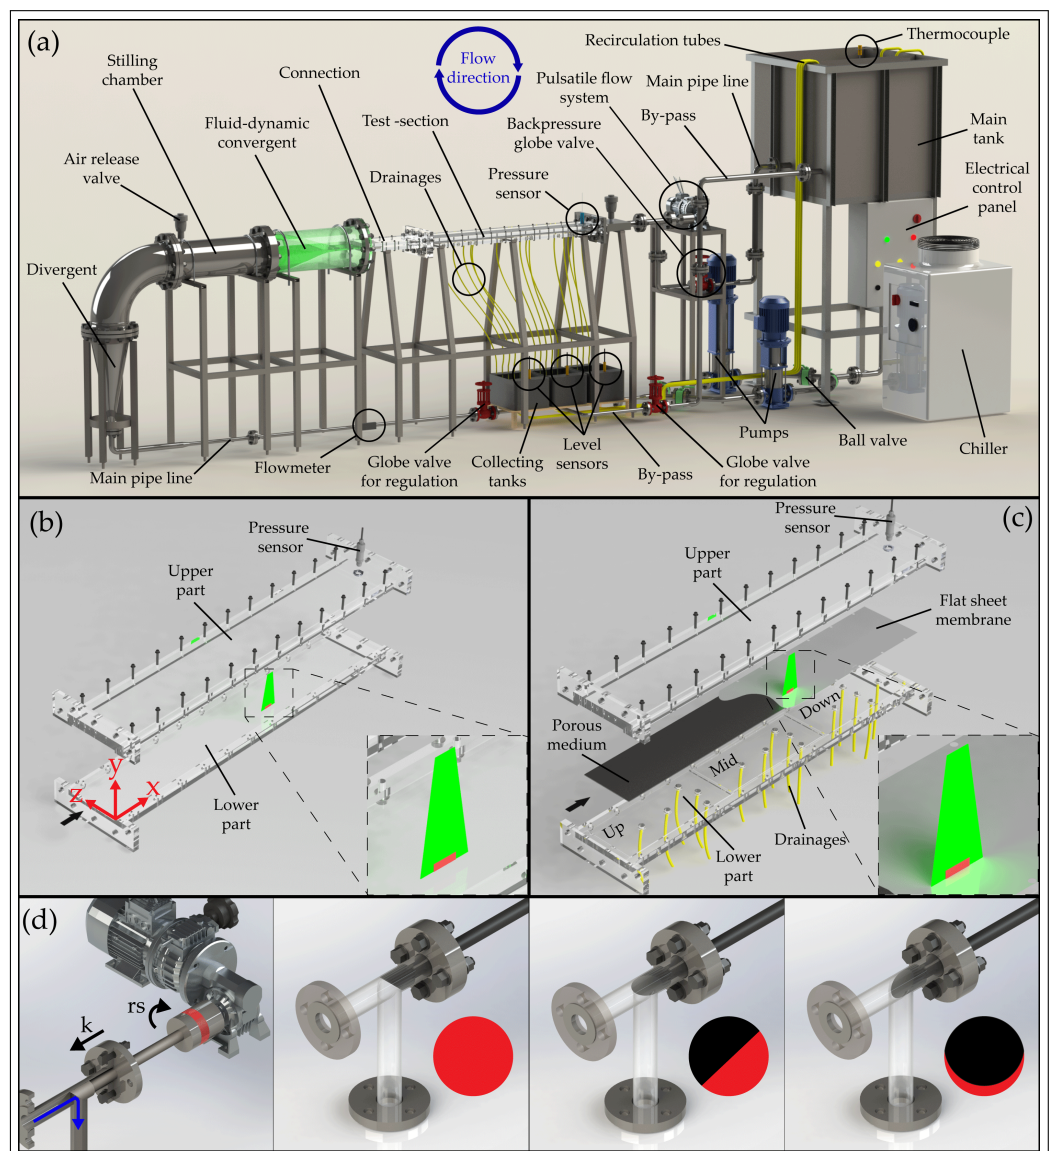 (a)
Stilling
chamber
Connection
Flow
direction
Recirculation tubes
Thermocouple
Pulsatile flow
system
Main pipe line
Fluid-dynamic
convergent
Test -section
Backpressure
globe valve
By-pass
Main
tank
Air release
valve
Drainages
Pressure
sensor
Electrical
control
panel
Divergent
Main pipe line
Flowmeter
Globe valve
for regulation
Collecting
tanks
Level
sensors
By-pass
Pumps
Globe valve
for regulation
Ball valve
Chiller
(b)
Pressure
sensor
Upper
part
y
z
x
Lower
part
(c)
Pressure
sensor
Upper
part
Flat sheet
membrane
Porous
medium
Down
Mid
Up
Drainages
Lower
part
(d)
rs
k